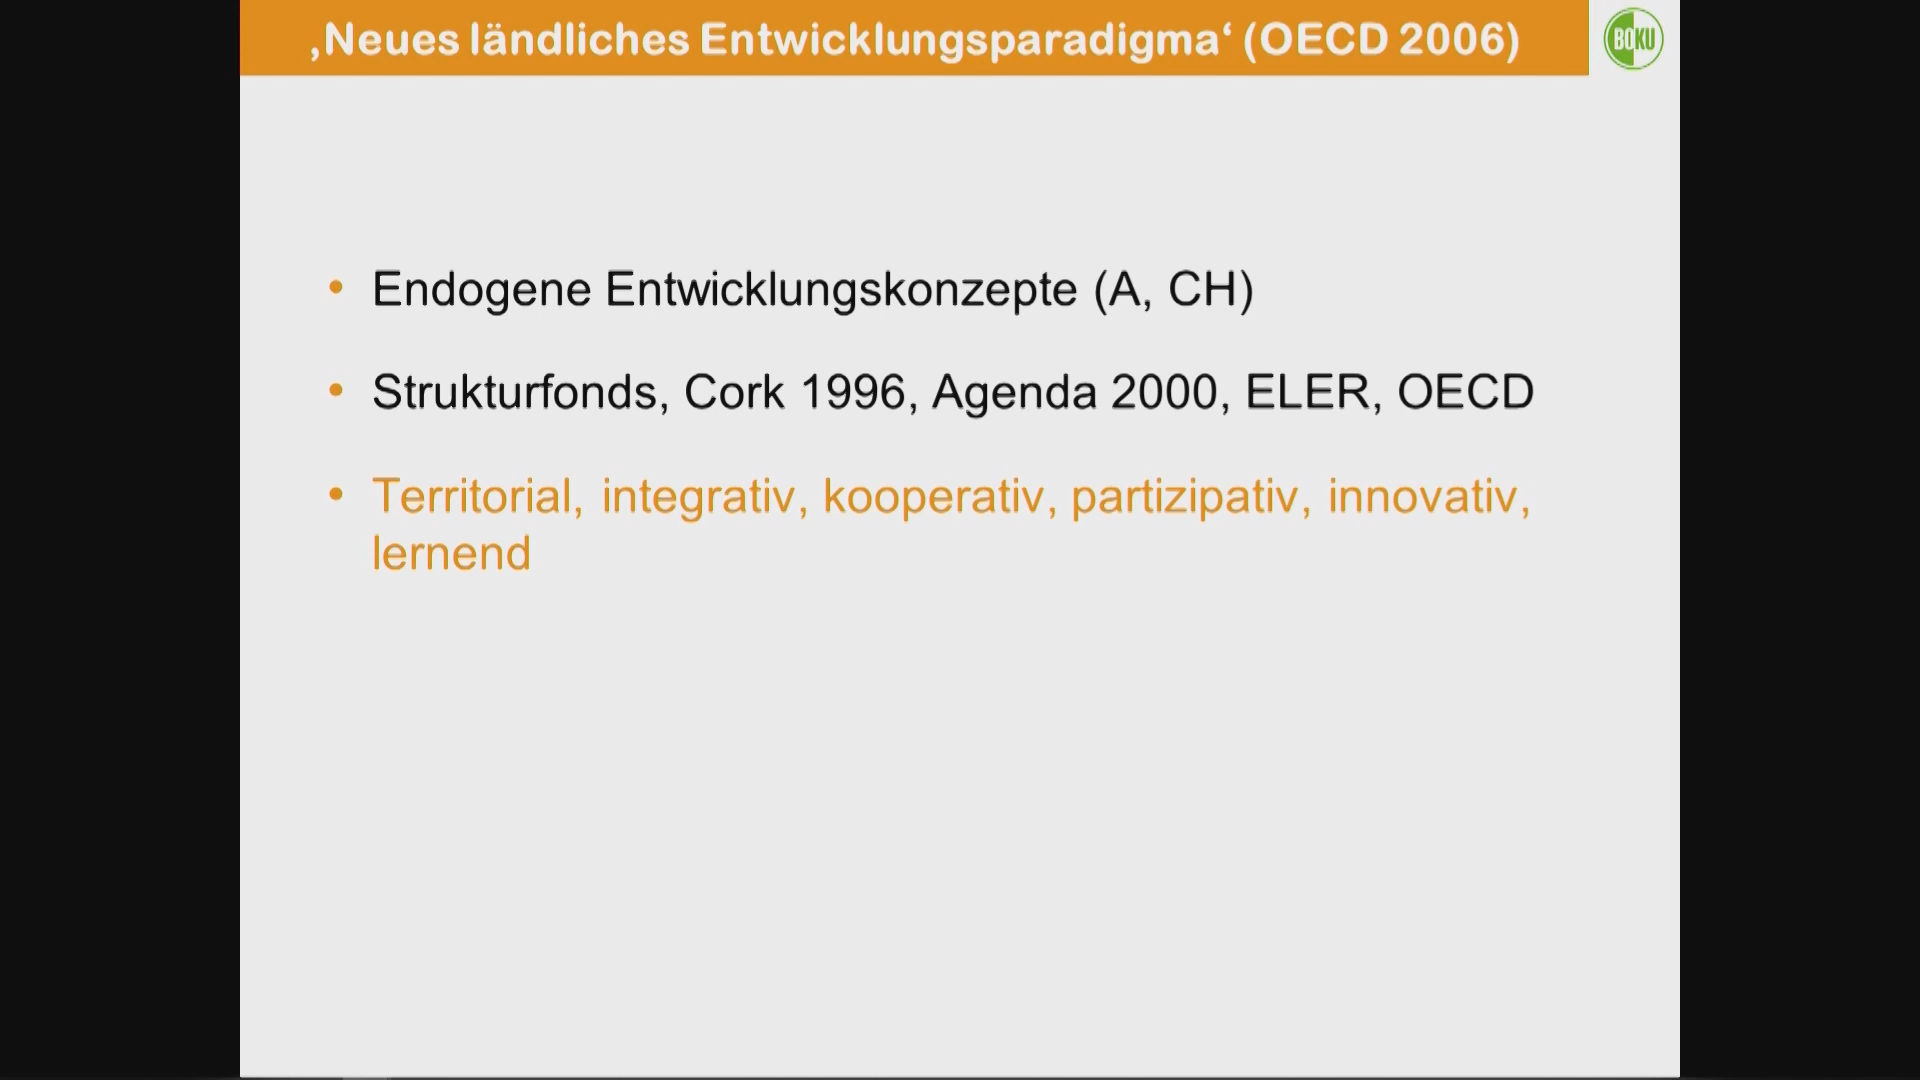 ‚Neues ländliches Entwicklungsparadigma‘ (OECD 2006)
BOKU
• Endogene Entwicklungskonzepte (A, CH)
• Strukturfonds, Cork 1996, Agenda 2000, ELER, OECD
• Territorial, integrativ, kooperativ, partizipativ, innovativ,
lernend